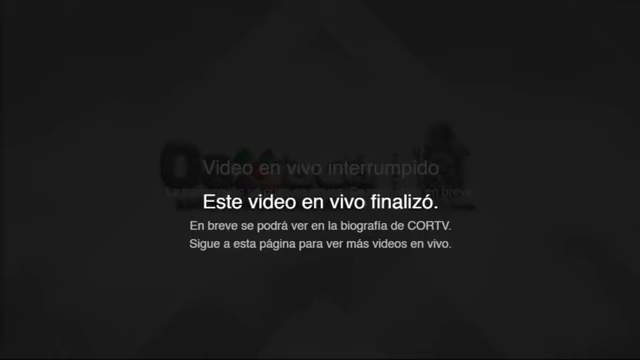 Video en vivo interrumpido
Este video en vivo finalizó.
En breve se podrá ver en la biografía de CORTV.
Sigue a esta página para ver más videos en vivo.